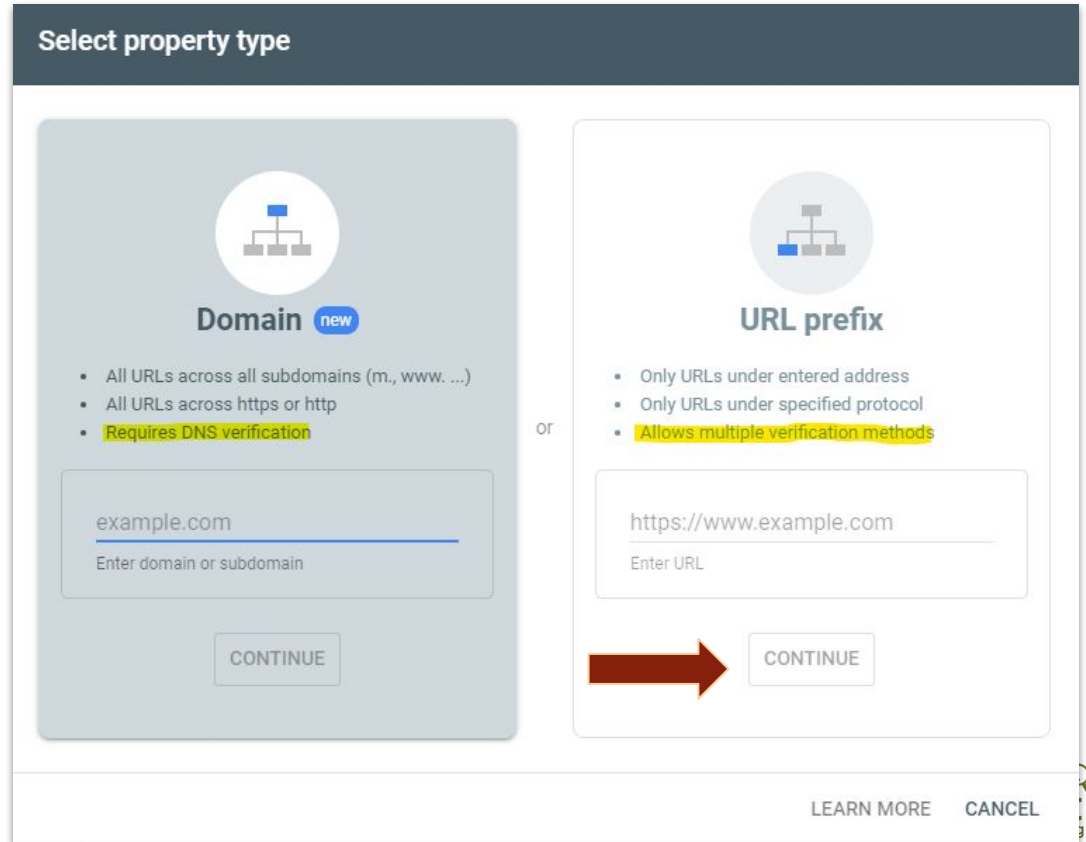 Select property type
Domain new
All URLs across all subdomains (m., www. ...)
All URLs across https or http
Requires DNS verification
example.com
Enter domain or subdomain
CONTINUE
or
URL prefix
Only URLs under entered address
Only URLs under specified protocol
Allows multiple verification methods
https://www.example.com
Enter URL
CONTINUE
LEARN MORE CANCEL